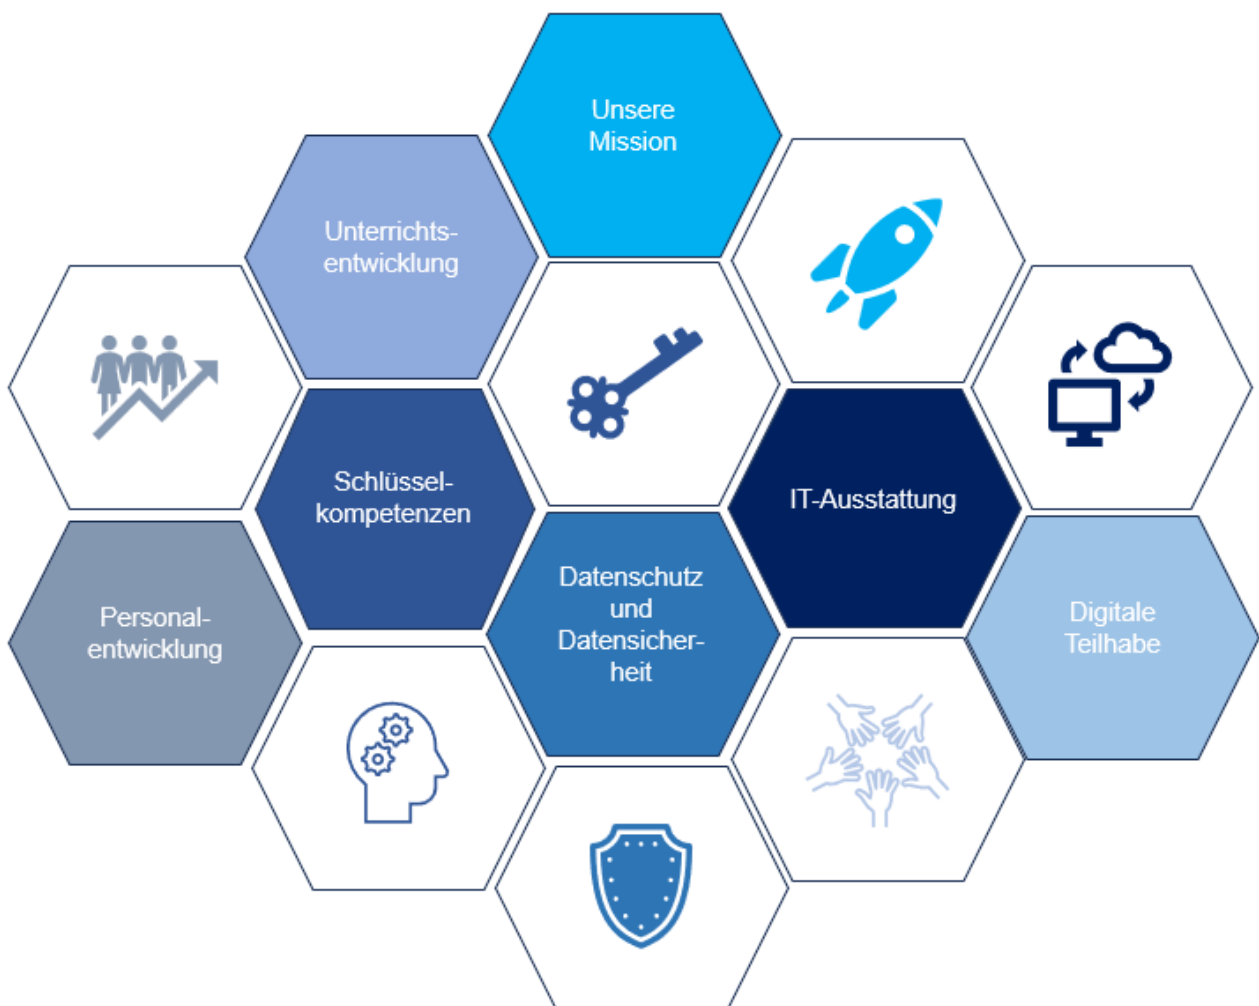 Unsere
Mission
Unterrichts-
entwicklung
Schlüssel-
kompetenzen
IT-Ausstattung
Datenschutz
und
Datensicher-
heit
Personal-
entwicklung
Digitale
Teilhabe